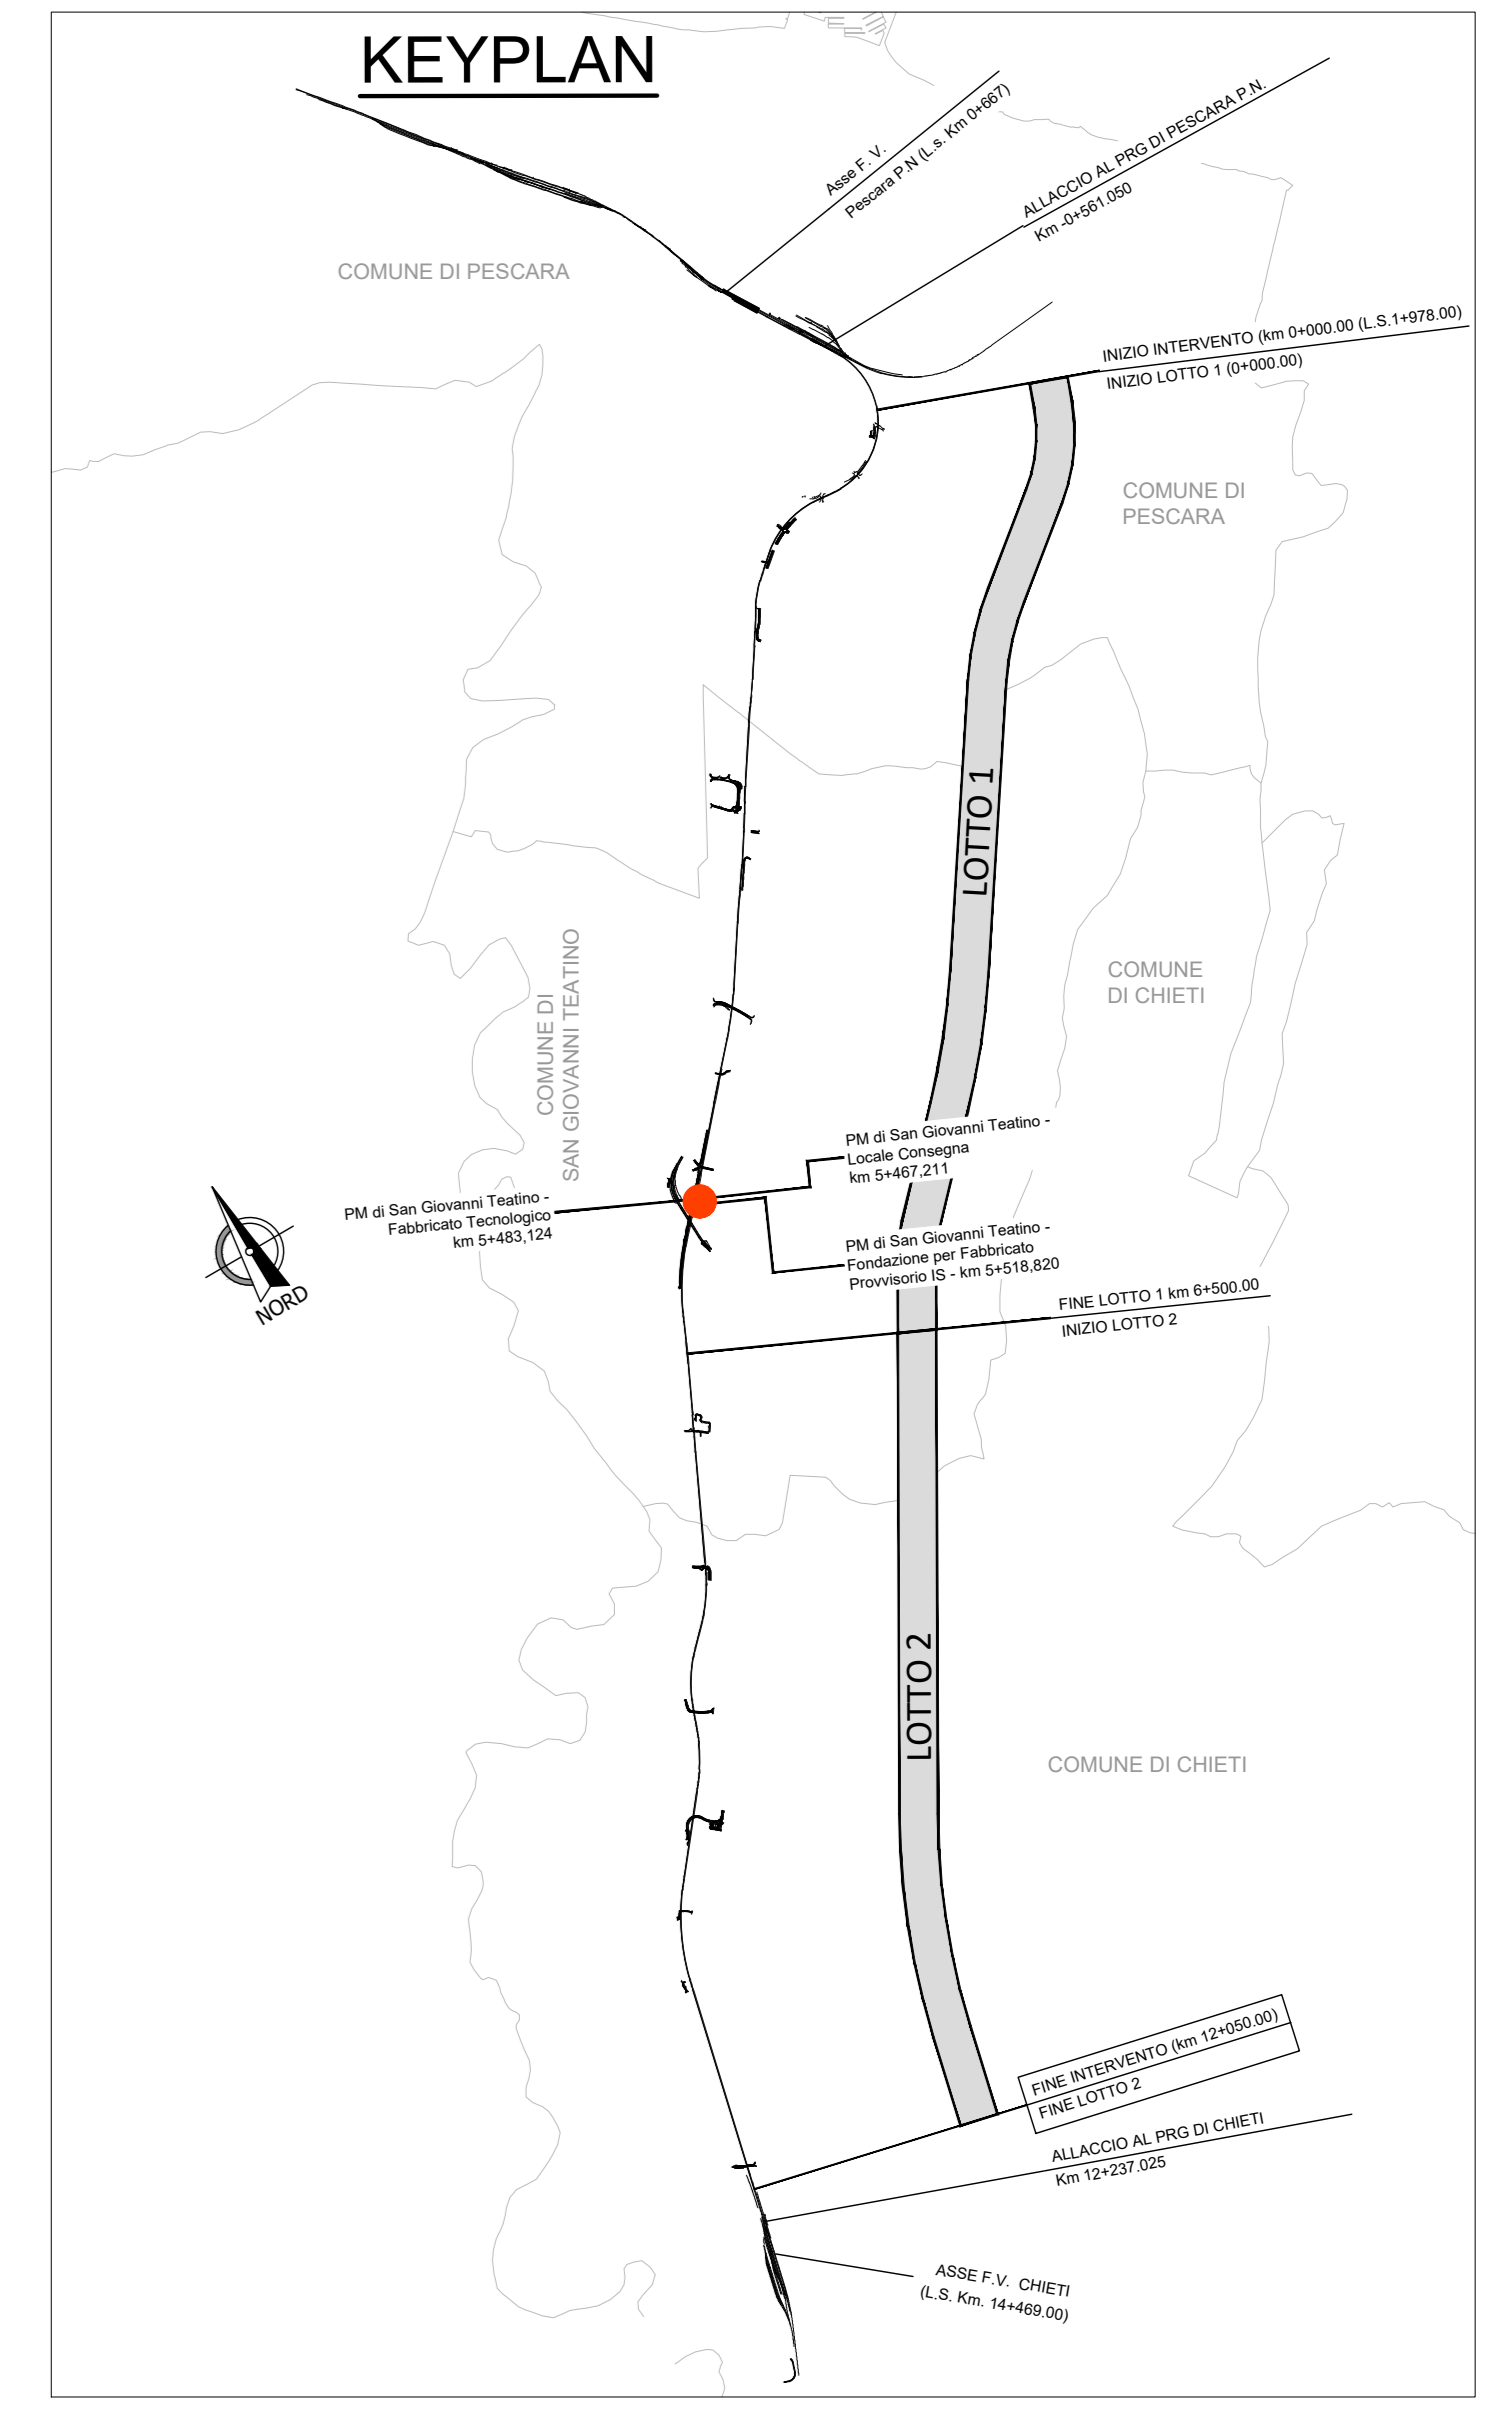 KEYPLAN
Asse F. V.
Pescara P.N (L.s. Km 0+667)
ALLACCIO AL PRG DI PESCARA P.N.
Km -0+561.050
COMUNE DI PESCARA
INIZIO INTERVENTO (km 0+000.00 (L.S.1+978.00)
INIZIO LOTTO 1 (0+000.00)
COMUNE DI
PESCARA
LOTTO 1
COMUNE DI
SAN GIOVANNI TEATINO
COMUNE
DI CHIETI
PM di San Giovanni Teatino -
Locale Consegna
km 5+467,211
PM di San Giovanni Teatino -
Fabbricato Tecnologico
km 5+483,124
PM di San Giovanni Teatino -
Fondazione per Fabbricato
Provvisorio IS - km 5+518,820
NORD
FINE LOTTO 1 km 6+500.00
INIZIO LOTTO 2
LOTTO 2
COMUNE DI CHIETI
FINE INTERVENTO (km 12+050.00)
FINE LOTTO 2
ALLACCIO AL PRG DI CHIETI
Km 12+237.025
ASSE F.V. CHIETI
(L.S. Km. 14+469.00)